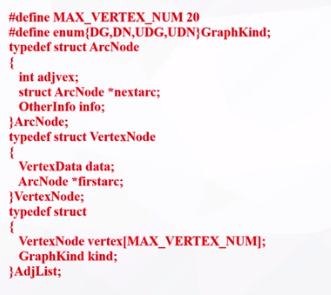 #define MAX_VERTEX_NUM 20
#define enum{DG,DN,UDG,UDN}GraphKind;
typedef struct ArcNode
{
int adjvex;
struct ArcNode *nextarc;
OtherInfo info;
}ArcNode;
typedef struct VertexNode
{
VertexData data;
ArcNode *firstarc;
}VertexNode;
typedef struct
{
VertexNode vertex[MAX_VERTEX_NUM];
GraphKind kind;
}AdjList;